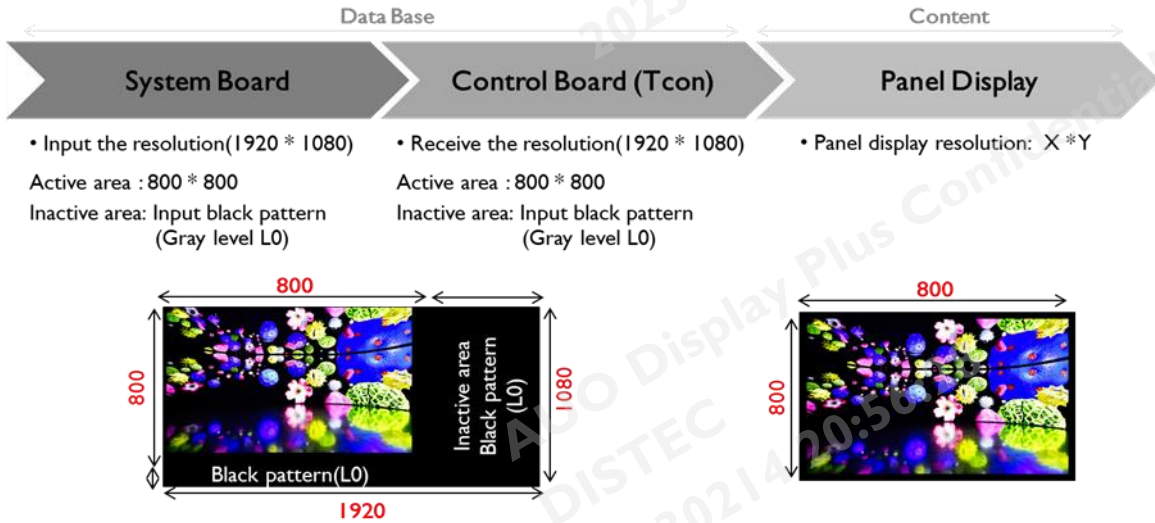 Data Base
Content
System Board
Control Board (Tcon)
Panel Display
• Input the resolution(1920 * 1080)
Active area : 800 * 800
Inactive area: Input black pattern
(Gray level L0)
• Receive the resolution(1920 * 1080)
Active area : 800 * 800
Inactive area: Input black pattern
(Gray level L0)
• Panel display resolution: X *Y
800
800
Inactive area
Black pattern
(L0)
1080
Black pattern(L0)
1920
800
800
AUO Display Plus Confidential
DISTEC